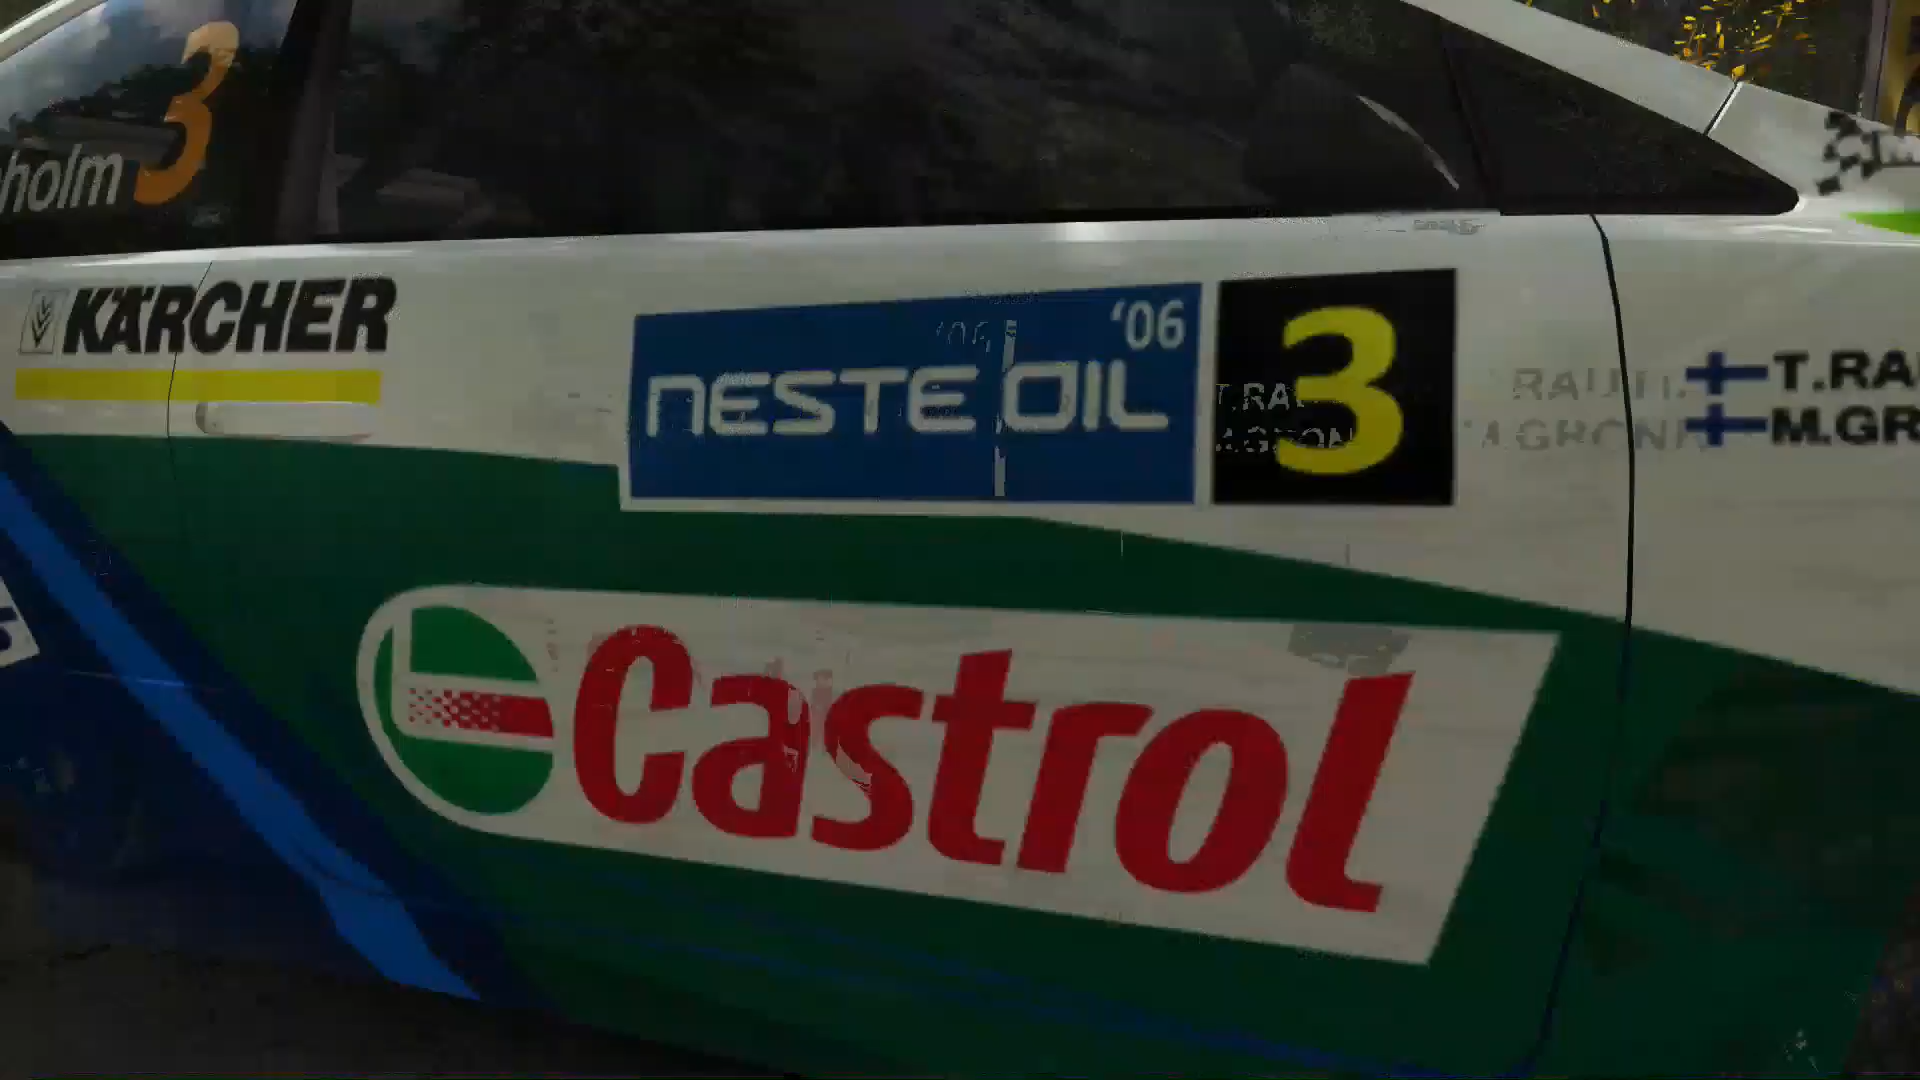 holm 3
KÄRCHER
'06
NESTE OIL
3
T.RA
M.GR
Castrol